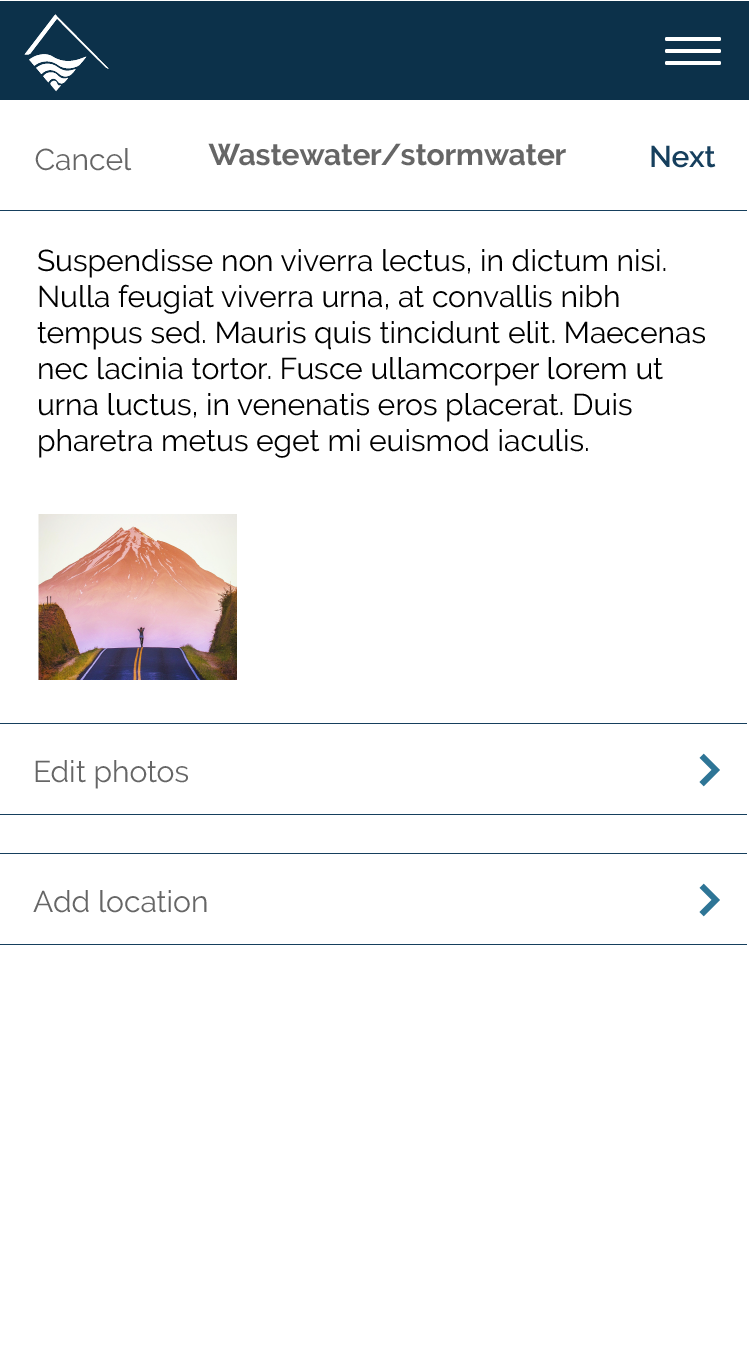 Cancel
Wastewater/stormwater
Next
Suspendisse non viverra lectus, in dictum nisi.
Nulla feugiat viverra urna, at convallis nibh
tempus sed. Mauris quis tincidunt elit. Maecenas
nec lacinia tortor. Fusce ullamcorper lorem ut
urna luctus, in venenatis eros placerat. Duis
pharetra metus eget mi euismod iaculis.
Edit photos
Add location